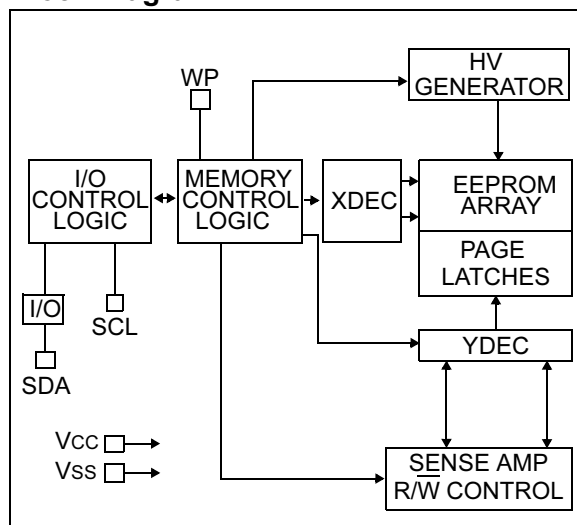 WP
HV
GENERATOR
I/O
CONTROL
LOGIC
MEMORY
CONTROL
LOGIC
XDEC
EEPROM
ARRAY
PAGE
LATCHES
I/O
SCL
SDA
YDEC
VCC
VSS
SENSE AMP
R/W̅ CONTROL